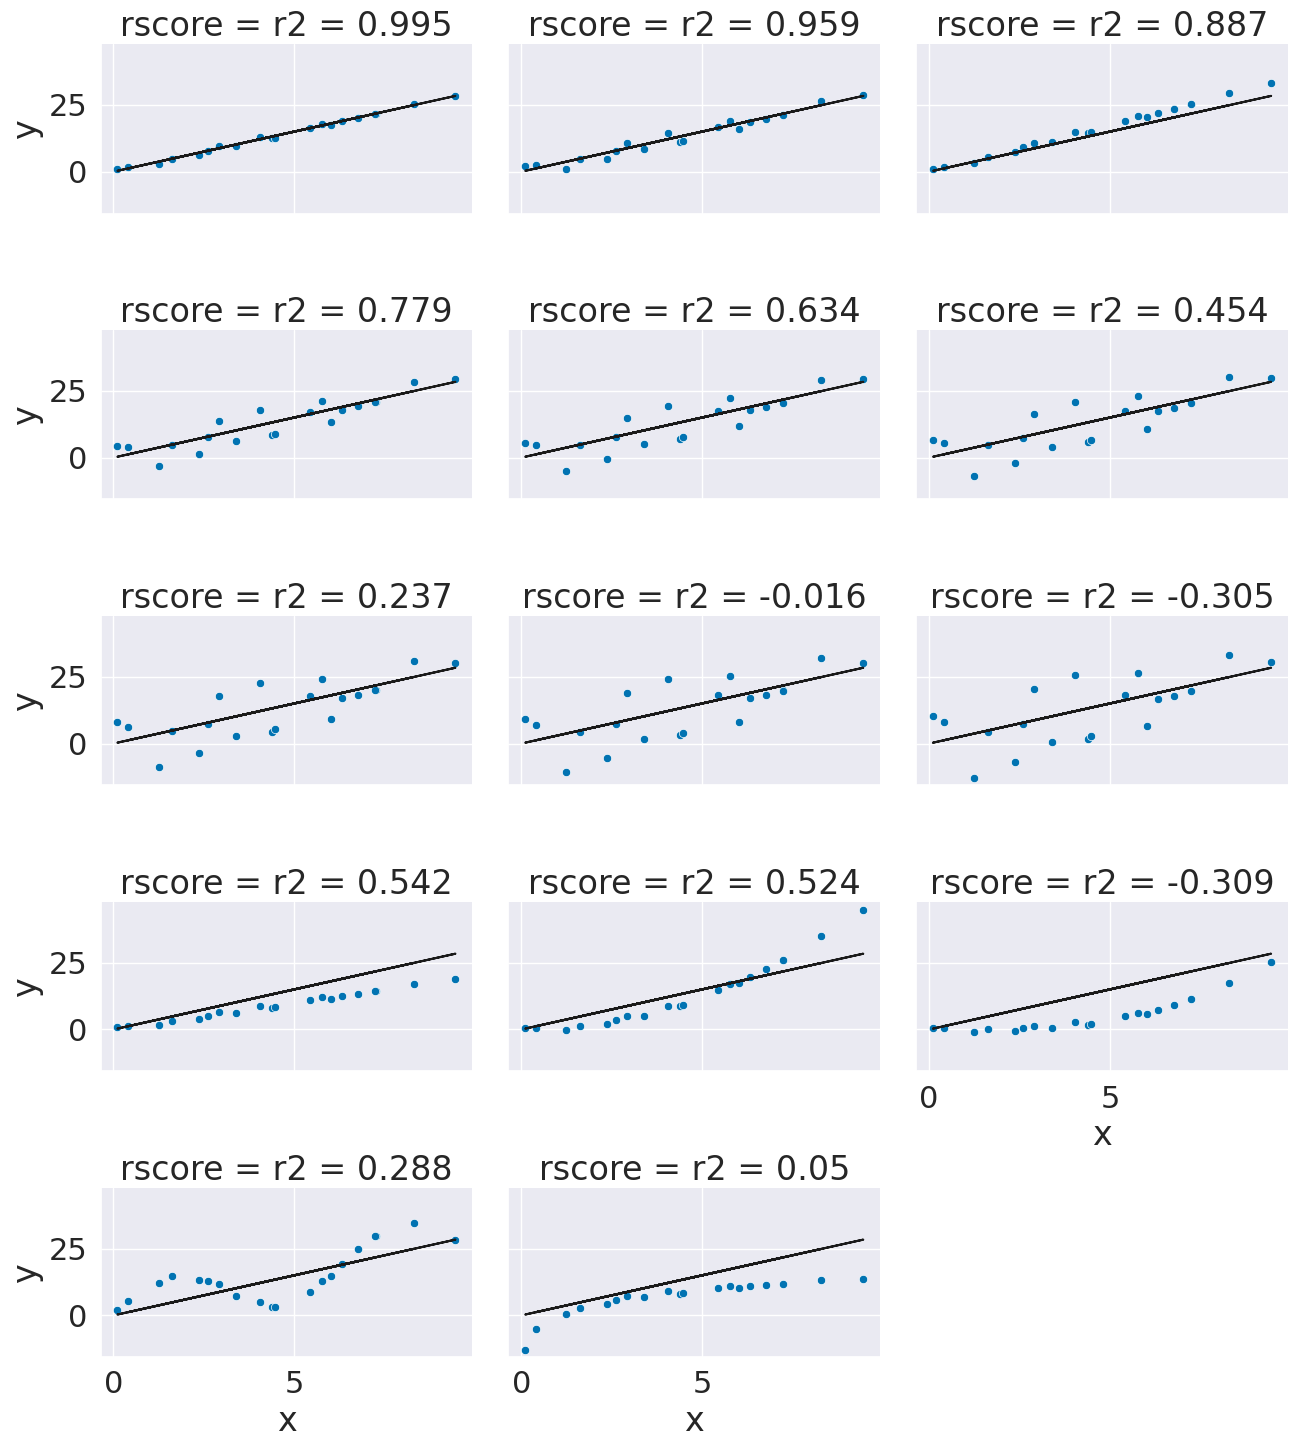 rscore = r2 = 0.995
rscore = r2 = 0.959
rscore = r2 = 0.887
25
0
y
rscore = r2 = 0.779
rscore = r2 = 0.634
rscore = r2 = 0.454
25
0
y
rscore = r2 = 0.237
rscore = r2 = -0.016
rscore = r2 = -0.305
25
0
y
rscore = r2 = 0.542
rscore = r2 = 0.524
rscore = r2 = -0.309
25
0
y
0 5
x
rscore = r2 = 0.288
rscore = r2 = 0.05
25
0
y
0 5
x
0 5
x